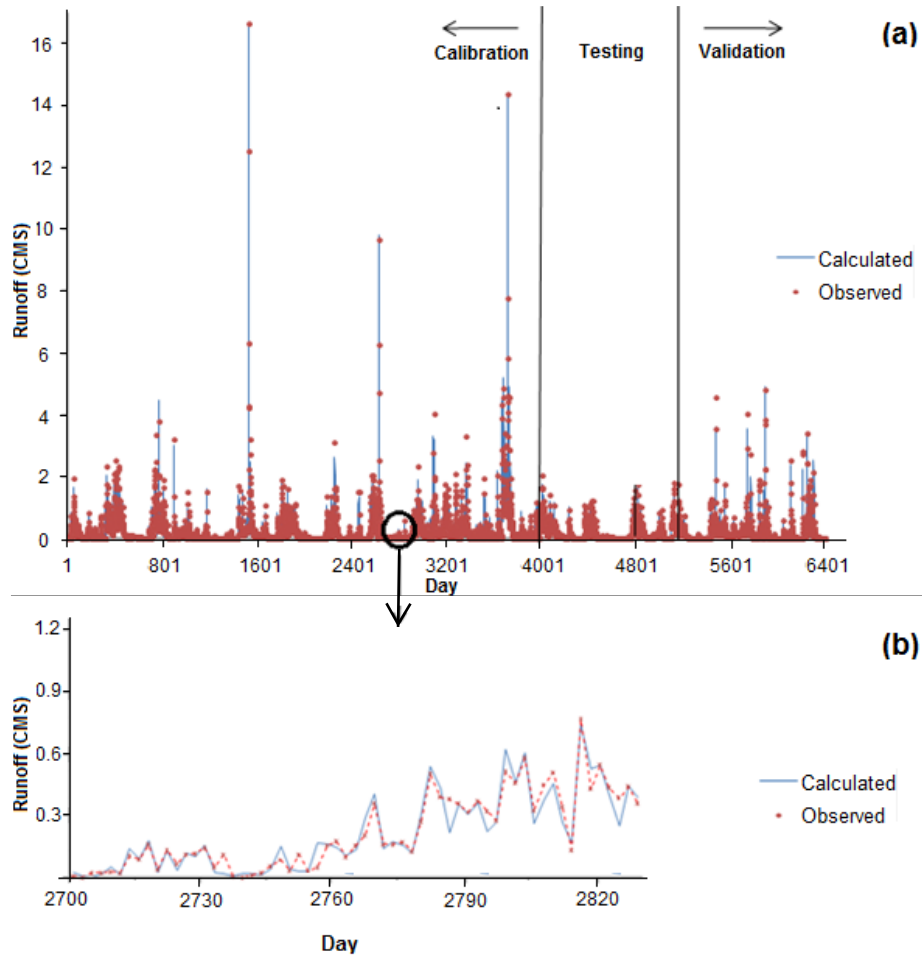 (a)
Calibration Testing Validation
16
14
12
10
8
6
4
2
0
Runoff (CMS)
Calculated
Observed
1 801 1601 2401 3201 4001 4801 5601 6401
Day
(b)
1.2
0.9
0.6
0.3
Runoff (CMS)
Calculated
Observed
2700 2730 2760 2790 2820
Day